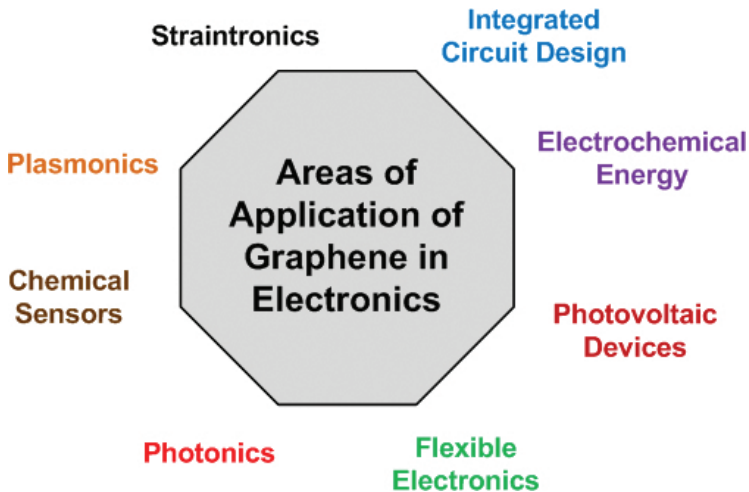 Straintronics
Integrated
Circuit Design
Plasmonics
Electrochemical
Energy
Areas of
Application of
Graphene in
Electronics
Chemical
Sensors
Photovoltaic
Devices
Photonics
Flexible
Electronics